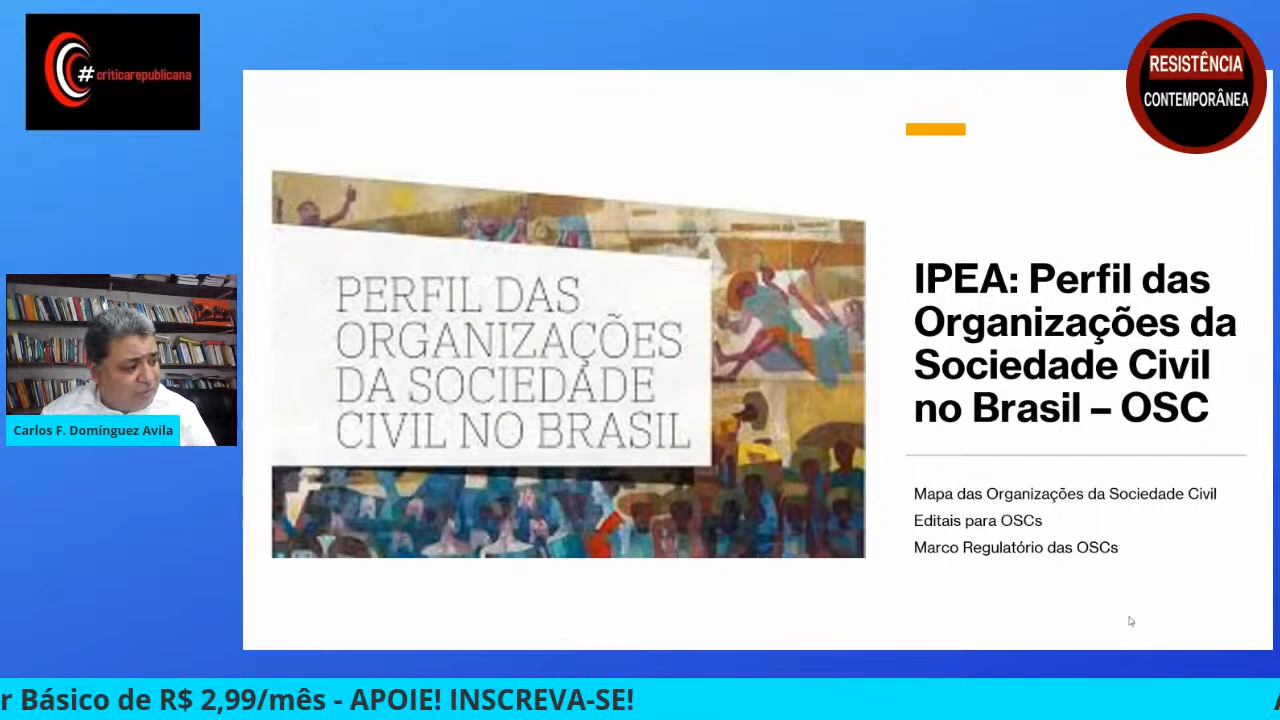 #criticarepublicana
RESISTÊNCIA
CONTEMPORÂNEA
PERFIL DAS
ORGANIZAÇÕES
DA SOCIEDADE
CIVIL NO BRASIL
IPEA: Perfil das
Organizações da
Sociedade Civil
no Brasil – OSC
Mapa das Organizações da Sociedade Civil
Editais para OSCs
Marco Regulatório das OSCs
Carlos F. Domínguez Avila
r Básico de R$ 2,99/mês - APOIE! INSCREVA-SE!